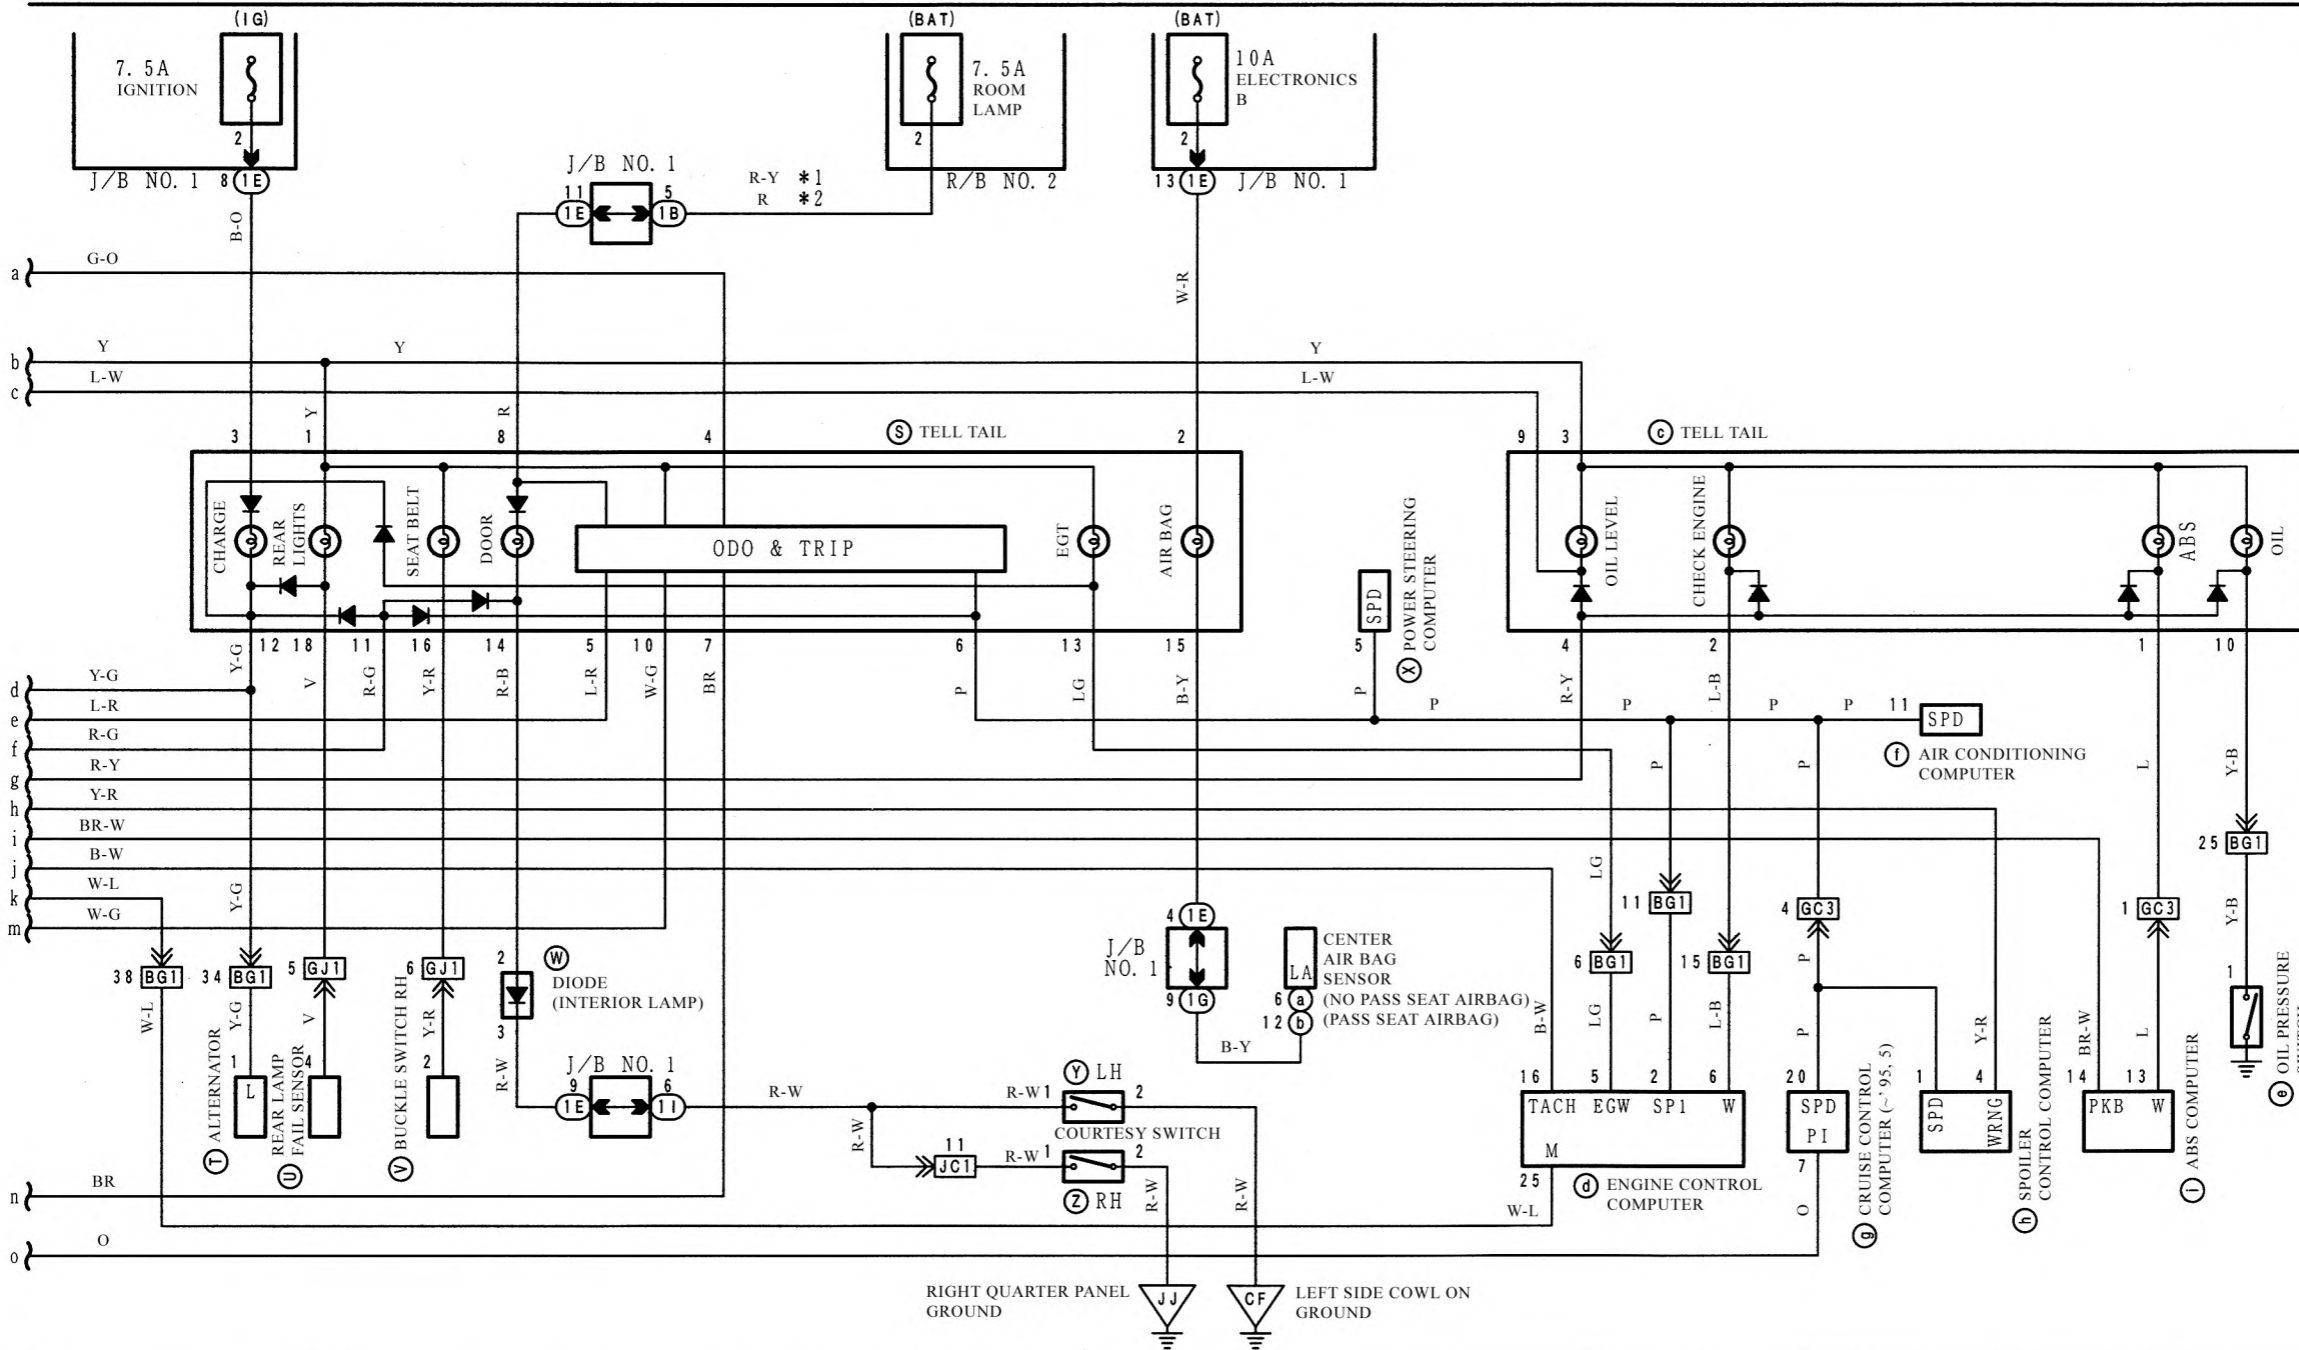 (IG)
(BAT)
(BAT)
7.5A
IGNITION
2
7.5A
ROOM
LAMP
2
10A
ELECTRONICS
B
2
J/B NO.1
8
1E
J/B NO.1
11
1E
5
1B
R-Y *1
R *2
R/B NO.2
13
1E
J/B NO.1
B-O
W-R
a
G-O
b
Y
Y
Y
c
L-W
L-W
Y
R
3
1
8
4
2
S TELL TAIL
9
3
c TELL TAIL
CHARGE
REAR
LIGHTS
SEAT BELT
DOOR
ODO & TRIP
EGT
AIR BAG
SPD
X POWER STEERING
COMPUTER
OIL LEVEL
CHECK ENGINE
ABS
OIL
12
18
11
16
14
5
10
7
6
13
15
5
4
2
1
10
Y-G
V
R-G
Y-R
R-B
L-R
W-G
BR
P
LG
B-Y
P
R-Y
L-B
d
Y-G
e
L-R
f
R-G
g
R-Y
h
Y-R
i
BR-W
j
B-W
k
W-L
m
W-G
P
P
P
P
11
SPD
f AIR CONDITIONING
COMPUTER
P
P
L
Y-B
25
BG1
Y-B
Y-G
LG
11
BG1
4
GC3
1
GC3
4
1E
J/B
NO.1
9
1G
LA
CENTER
AIR BAG
SENSOR
6 a (NO PASS SEAT AIRBAG)
12 b (PASS SEAT AIRBAG)
B-Y
38
BG1
34
BG1
5
GJ1
6
GJ1
2
W
DIODE
(INTERIOR LAMP)
3
6
BG1
15
BG1
W-L
Y-G
V
Y-R
R-W
B-W
LG
P
L-B
P
P
Y-R
BR-W
L
1
e OIL PRESSURE
1
L
T ALTERNATOR
4
U REAR LAMP
FAIL SENSOR
2
V BUCKLE SWITCH RH
J/B NO.1
9
1E
6
1I
R-W
R-W
Y LH
R-W
1
2
COURTESY SWITCH
11
JC1
R-W
1
2
Z RH
R-W
R-W
16
5
2
6
TACH EGW SP1 W
M
25
d ENGINE CONTROL
COMPUTER
20
SPD
PI
7
g CRUISE CONTROL
COMPUTER (~'95,5)
1
4
SPD
WRNG
h SPOILER
CONTROL COMPUTER
14
13
PKB W
i ABS COMPUTER
n
BR
W-L
O
o
O
RIGHT QUARTER PANEL
GROUND
JJ
CF
LEFT SIDE COWL ON
GROUND